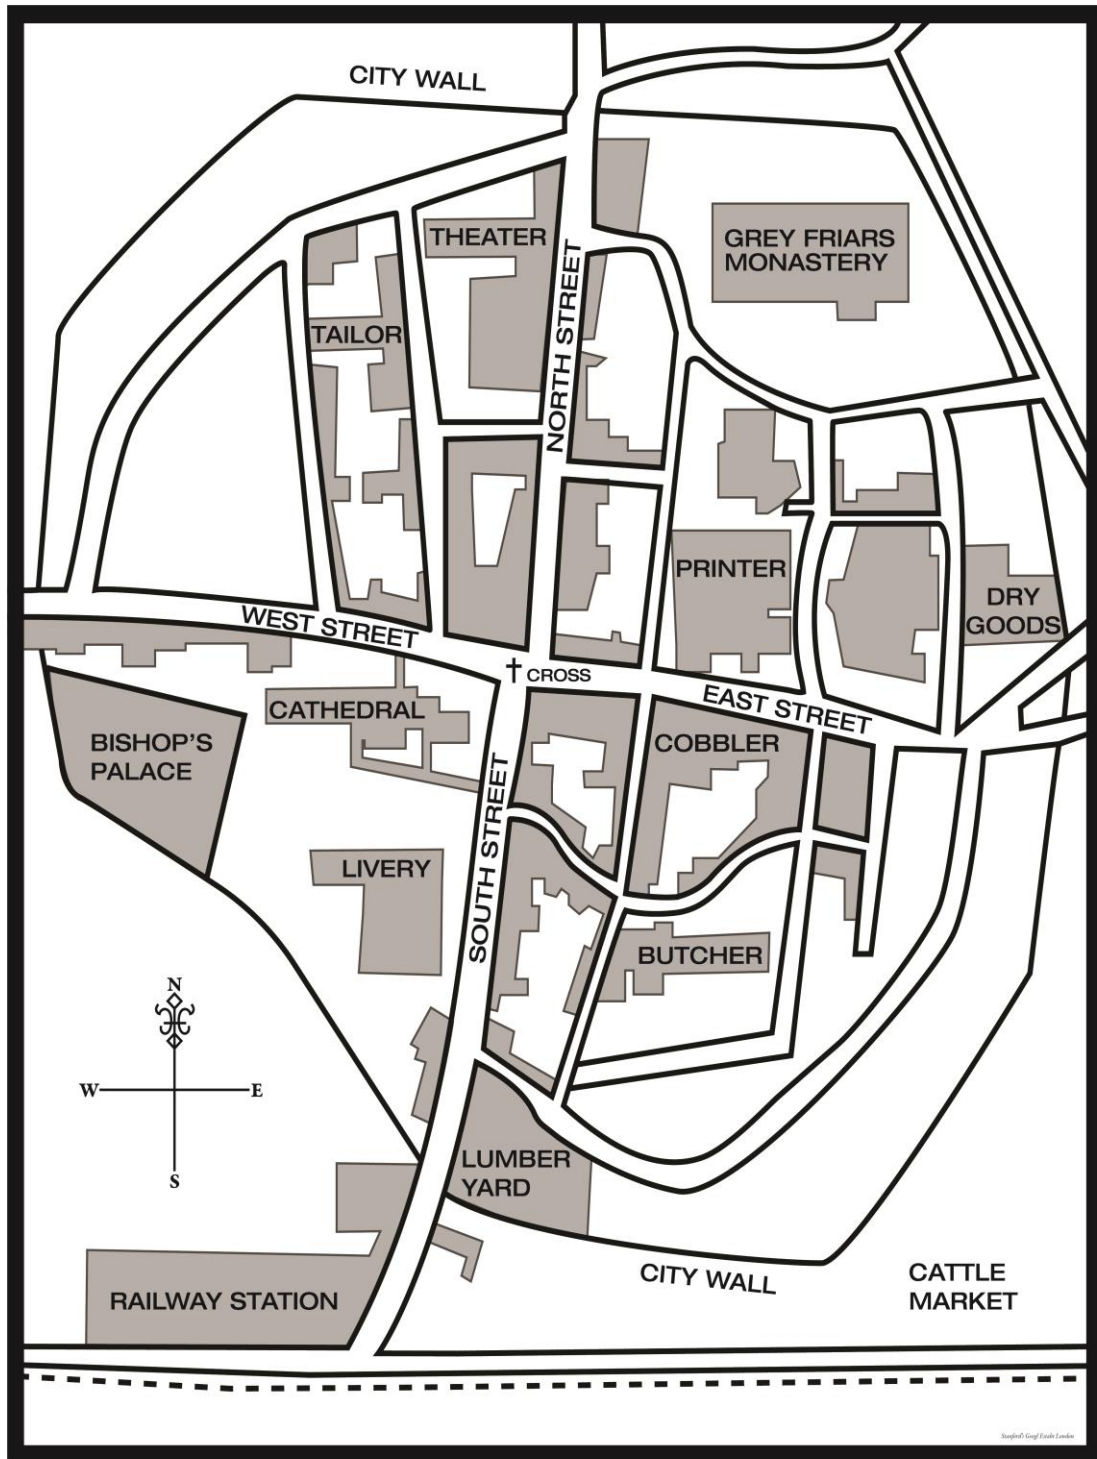 CITY WALL
THEATER
GREY FRIARS
MONASTERY
NORTH STREET
TAILOR
PRINTER
DRY
GOODS
WEST STREET
CROSS
EAST STREET
CATHEDRAL
COBBLER
BISHOP'S
PALACE
SOUTH STREET
LIVERY
BUTCHER
N
W
E
S
LUMBER
YARD
CITY WALL
CATTLE
MARKET
RAILWAY STATION